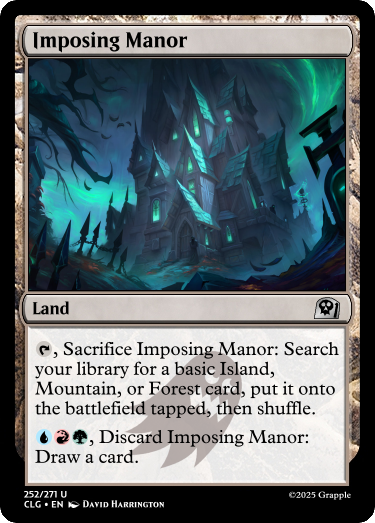 Imposing Manor
Land
, Sacrifice Imposing Manor: Search
your library for a basic Island,
Mountain, or Forest card, put it onto
the battlefield tapped, then shuffle.
, Discard Imposing Manor:
Draw a card.
252/271 U
CLG • EN DAVID HARRINGTON
©2025 Grapple